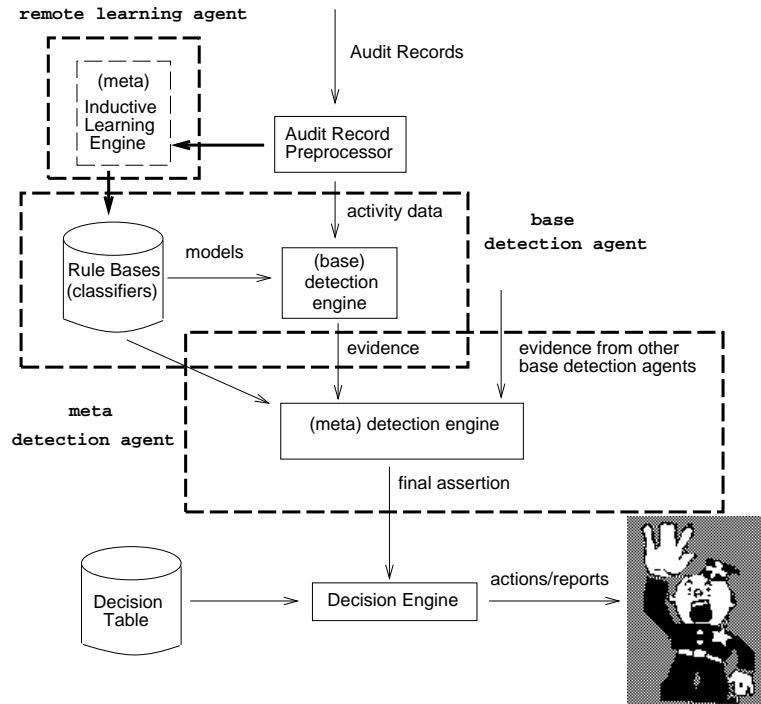 remote learning agent
Audit Records
(meta)
Inductive
Learning
Engine
Audit Record
Preprocessor
activity data
base
detection agent
models
Rule Bases
(classifiers)
(base)
detection
engine
evidence
evidence from other
base detection agents
meta
detection agent
(meta) detection engine
final assertion
Decision
Table
Decision Engine
actions/reports